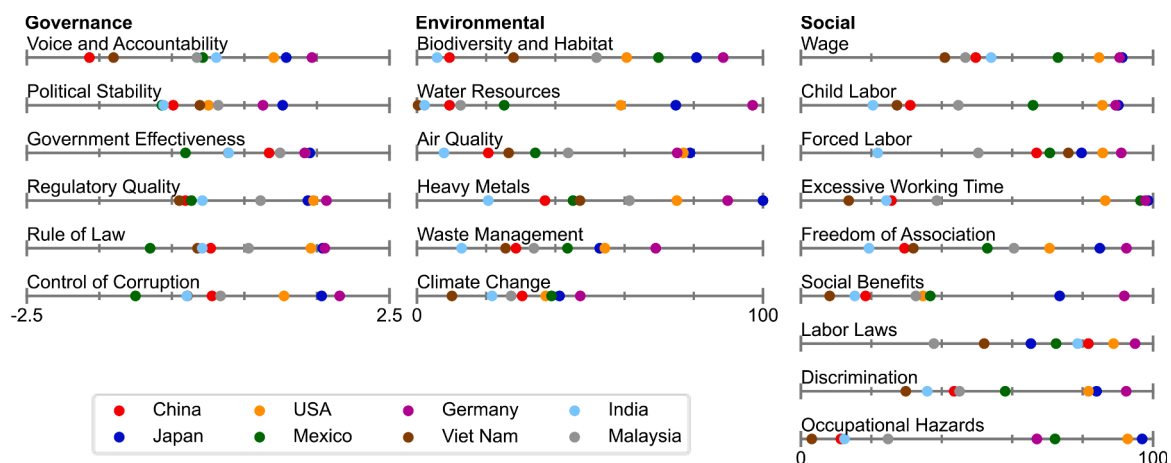 Governance
Voice and Accountability
Political Stability
Government Effectiveness
Regulatory Quality
Rule of Law
Control of Corruption
-2.5 2.5
Environmental
Biodiversity and Habitat
Water Resources
Air Quality
Heavy Metals
Waste Management
Climate Change
0 100
Social
Wage
Child Labor
Forced Labor
Excessive Working Time
Freedom of Association
Social Benefits
Labor Laws
Discrimination
Occupational Hazards
0 100
China USA Germany India
Japan Mexico Viet Nam Malaysia